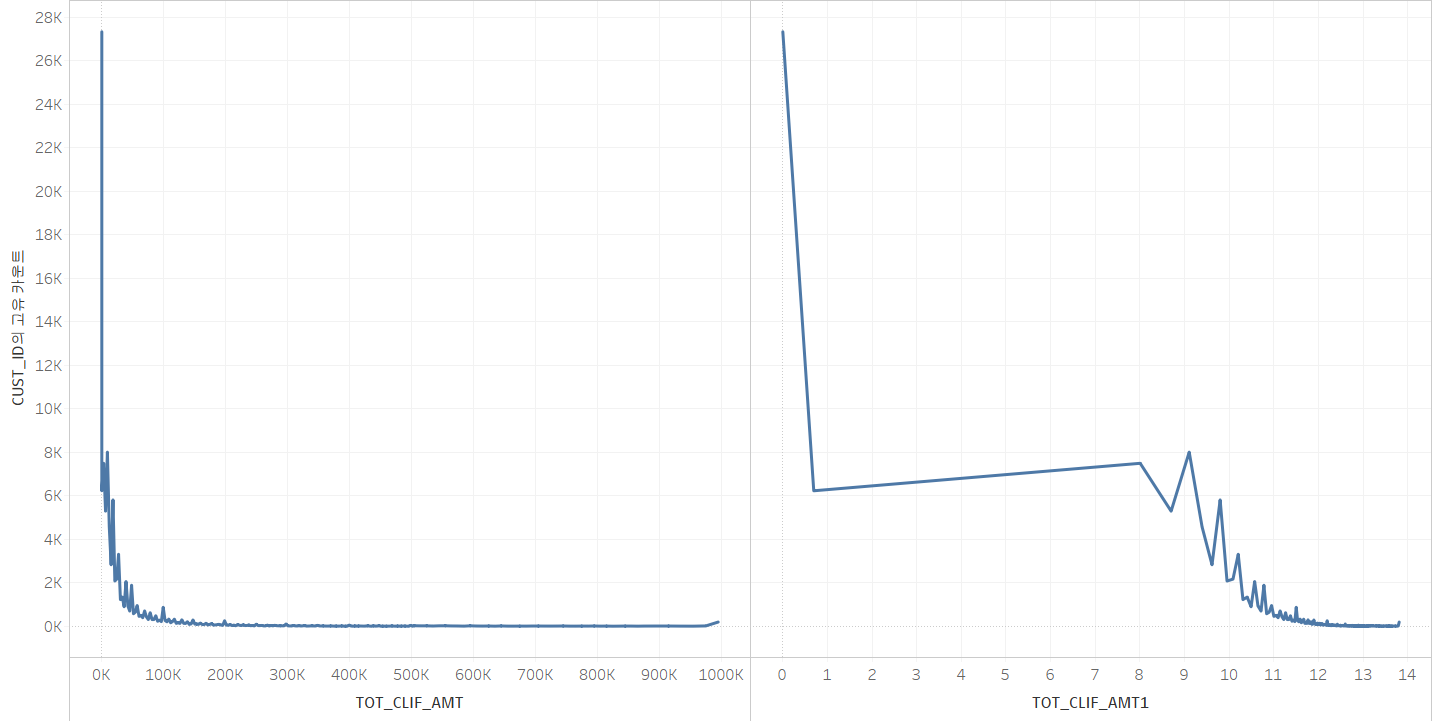 28K
26K
24K
22K
20K
18K
16K
14K
12K
10K
8K
6K
4K
2K
0K
CUST_ID의 고유 카운트
0K 100K 200K 300K 400K 500K 600K 700K 800K 900K 1000K
0 1 2 3 4 5 6 7 8 9 10 11 12 13 14
TOT_CLIF_AMT
TOT_CLIF_AMT1